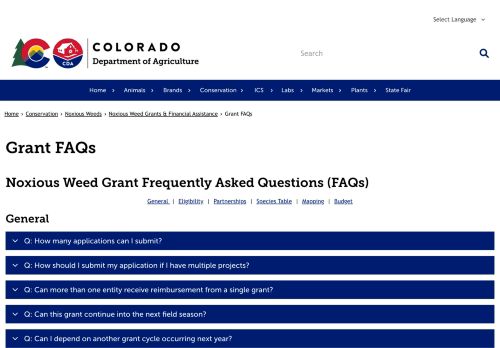 Select Language
COLORADO
Department of Agriculture
CDA
Search
Home › Animals › Brands › Conservation › ICS › Labs › Markets › Plants › State Fair
Home › Conservation › Noxious Weeds › Noxious Weed Grants & Financial Assistance › Grant FAQs
Grant FAQs
Noxious Weed Grant Frequently Asked Questions (FAQs)
General | Eligibility | Partnerships | Species Table | Mapping | Budget
General
Q: How many applications can I submit?
Q: How should I submit my application if I have multiple projects?
Q: Can more than one entity receive reimbursement from a single grant?
Q: Can this grant continue into the next field season?
Q: Can I depend on another grant cycle occurring next year?